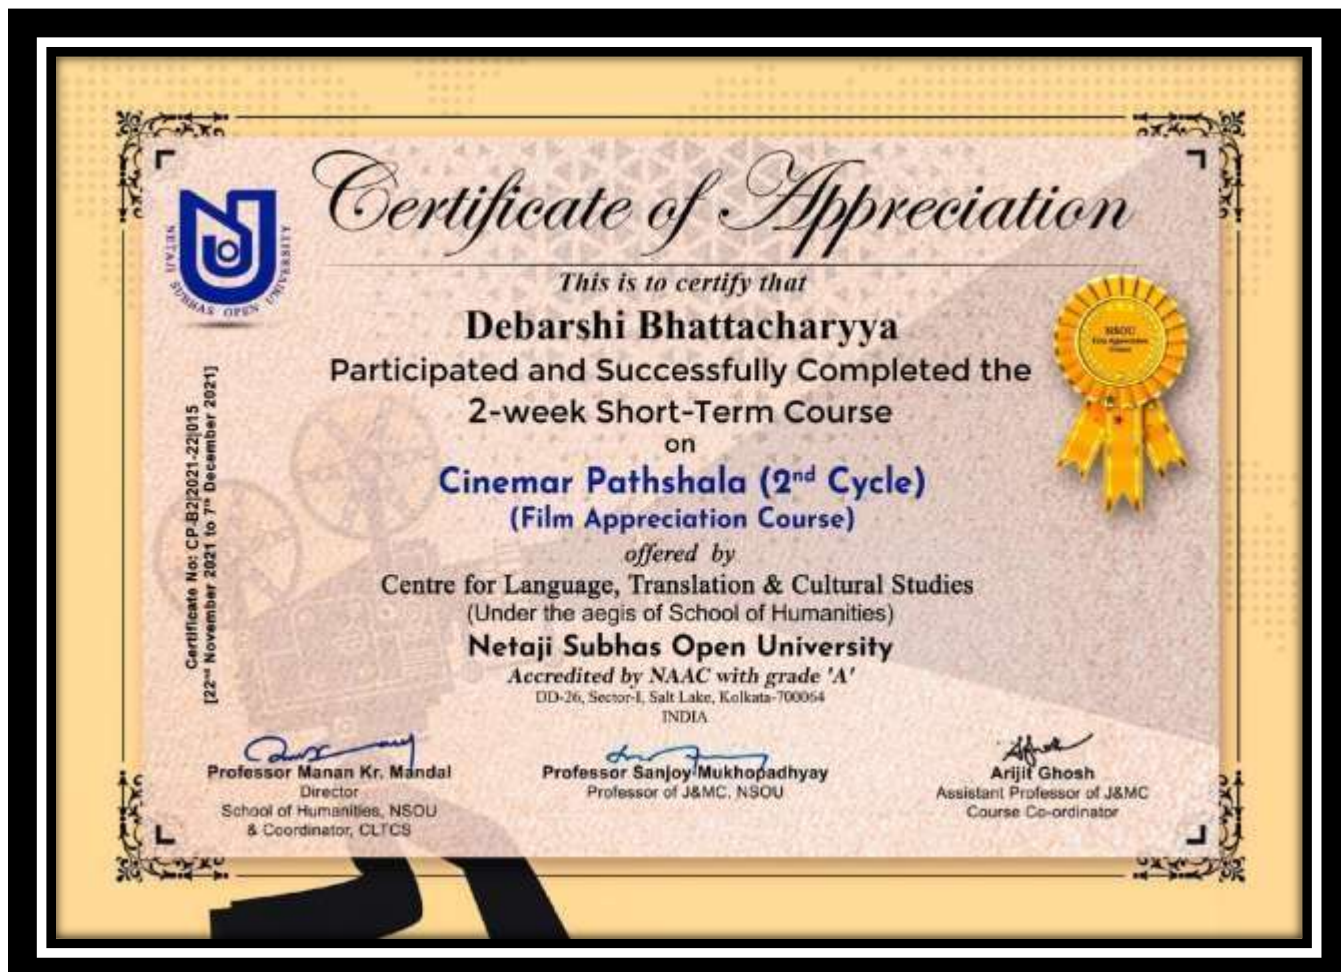 Certificate of Appreciation
NETAJI SUBHAS OPEN UNIVERSITY
This is to certify that
Debarshi Bhattacharyya
Participated and Successfully Completed the
2-week Short-Term Course
on
Cinemar Pathshala (2nd Cycle)
(Film Appreciation Course)
offered by
Centre for Language, Translation & Cultural Studies
(Under the aegis of School of Humanities)
Netaji Subhas Open University
Accredited by NAAC with grade 'A'
DD-26, Sector-I, Salt Lake, Kolkata-700064
INDIA
NSOU
Film Appreciation
Course
Certificate No: CP-B2|2021-22|015
[22nd November 2021 to 7th December 2021]
Professor Manan Kr. Mandal
Director
School of Humanities, NSOU
& Coordinator, CLTCS
Professor Sanjoy Mukhopadhyay
Professor of J&MC, NSOU
Arijit Ghosh
Assistant Professor of J&MC
Course Co-ordinator